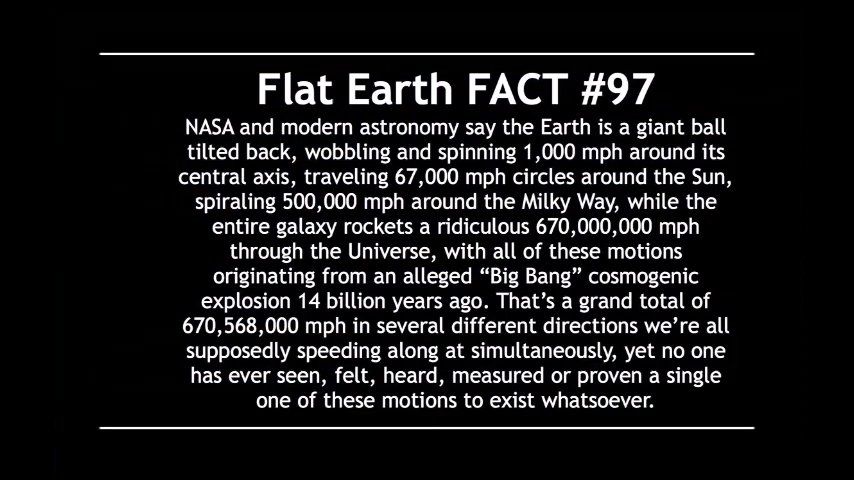 Flat Earth FACT #97
NASA and modern astronomy say the Earth is a giant ball
tilted back, wobbling and spinning 1,000 mph around its
central axis, traveling 67,000 mph circles around the Sun,
spiraling 500,000 mph around the Milky Way, while the
entire galaxy rockets a ridiculous 670,000,000 mph
through the Universe, with all of these motions
originating from an alleged “Big Bang” cosmogenic
explosion 14 billion years ago. That’s a grand total of
670,568,000 mph in several different directions we’re all
supposedly speeding along at simultaneously, yet no one
has ever seen, felt, heard, measured or proven a single
one of these motions to exist whatsoever.